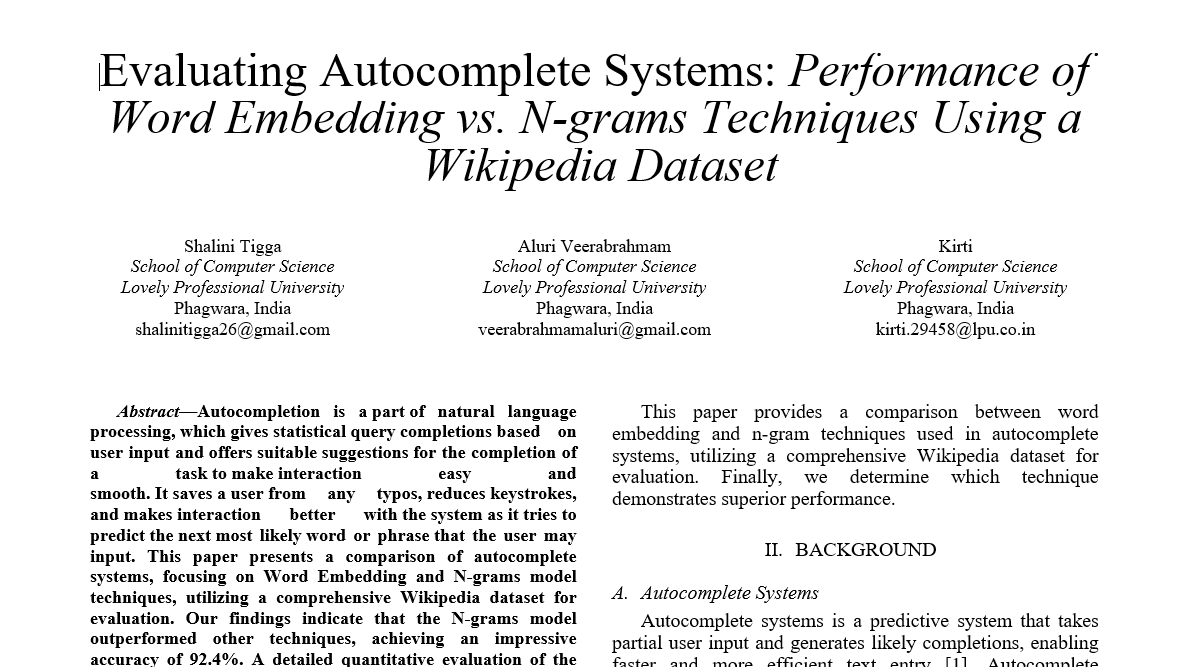 Evaluating Autocomplete Systems: Performance of
Word Embedding vs. N-grams Techniques Using a
Wikipedia Dataset
Shalini Tigga
School of Computer Science
Lovely Professional University
Phagwara, India
shalinitigga26@gmail.com
Aluri Veerabrahmam
School of Computer Science
Lovely Professional University
Phagwara, India
veerabrahmamaluri@gmail.com
Kirti
School of Computer Science
Lovely Professional University
Phagwara, India
kirti.29458@lpu.co.in
Abstract—Autocompletion is a part of natural language
processing, which gives statistical query completions based on
user input and offers suitable suggestions for the completion of
a task to make interaction easy and
smooth. It saves a user from any typos, reduces keystrokes,
and makes interaction better with the system as it tries to
predict the next most likely word or phrase that the user may
input. This paper presents a comparison of autocomplete
systems, focusing on Word Embedding and N-grams model
techniques, utilizing a comprehensive Wikipedia dataset for
evaluation. Our findings indicate that the N-grams model
outperformed other techniques, achieving an impressive
accuracy of 92.4%. A detailed quantitative evaluation of the
This paper provides a comparison between word
embedding and n-gram techniques used in autocomplete
systems, utilizing a comprehensive Wikipedia dataset for
evaluation. Finally, we determine which technique
demonstrates superior performance.
II. BACKGROUND
A. Autocomplete Systems
Autocomplete systems is a predictive system that takes
partial user input and generates likely completions, enabling
faster and more efficient text entry [1]. Autocomplete